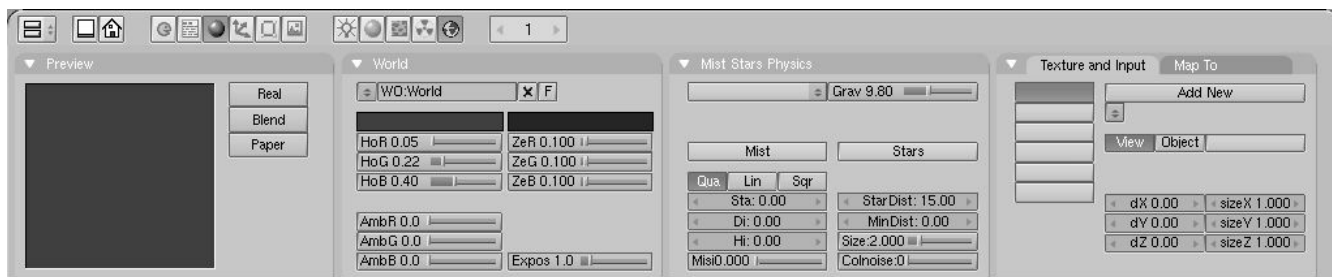 1
Preview
Real
Blend
Paper
World
WO:World
F
HoR 0.05
ZeR 0.100
HoG 0.22
ZeG 0.100
HoB 0.40
ZeB 0.100
AmbR 0.0
AmbG 0.0
AmbB 0.0
Expos 1.0
Mist Stars Physics
Grav 9.80
Mist
Stars
Qua Lin Sqr
Sta: 0.00
StarDist: 15.00
Di: 0.00
MinDist: 0.00
Hi: 0.00
Size:2.000
Misi0.000
Colnoise:0
Texture and Input
Map To
Add New
View Object
dX 0.00
sizeX 1.000
dY 0.00
sizeY 1.000
dZ 0.00
sizeZ 1.000